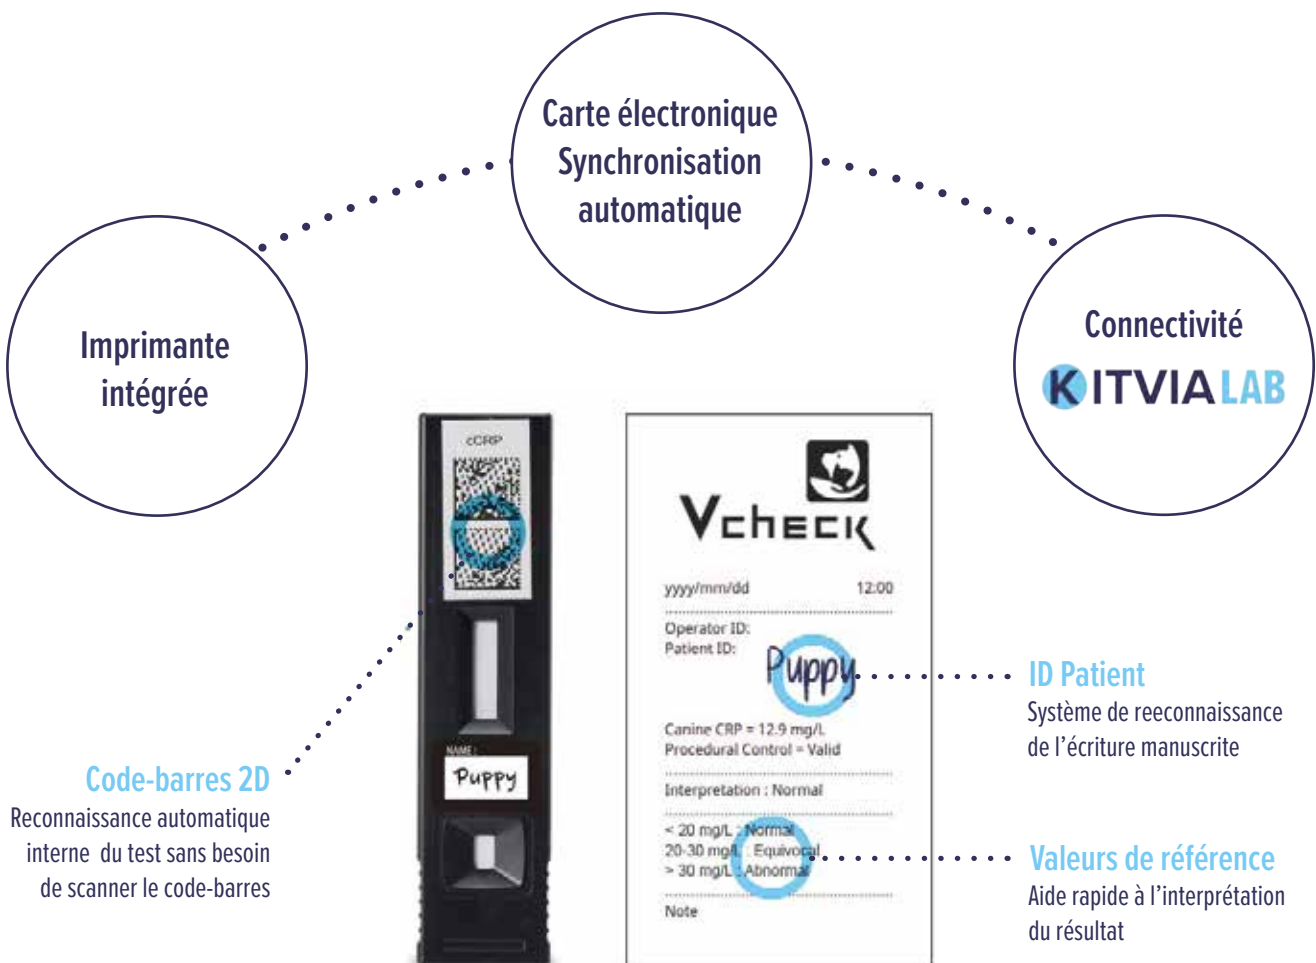 Carte électronique
Synchronisation
automatique
Imprimante
intégrée
Connectivité
KITVIA LAB
cCRP
NAME :
Puppy
Code-barres 2D
Reconnaissance automatique
interne du test sans besoin
de scanner le code-barres
Vcheck
yyyy/mm/dd 12:00
Operator ID:
Patient ID:
Puppy
Canine CRP = 12.9 mg/L
Procedural Control = Valid
Interpretation : Normal
< 20 mg/L : Normal
20-30 mg/L : Equivocal
> 30 mg/L : Abnormal
Note
ID Patient
Système de reeconnaissance
de l'écriture manuscrite
Valeurs de référence
Aide rapide à l'interprétation
du résultat